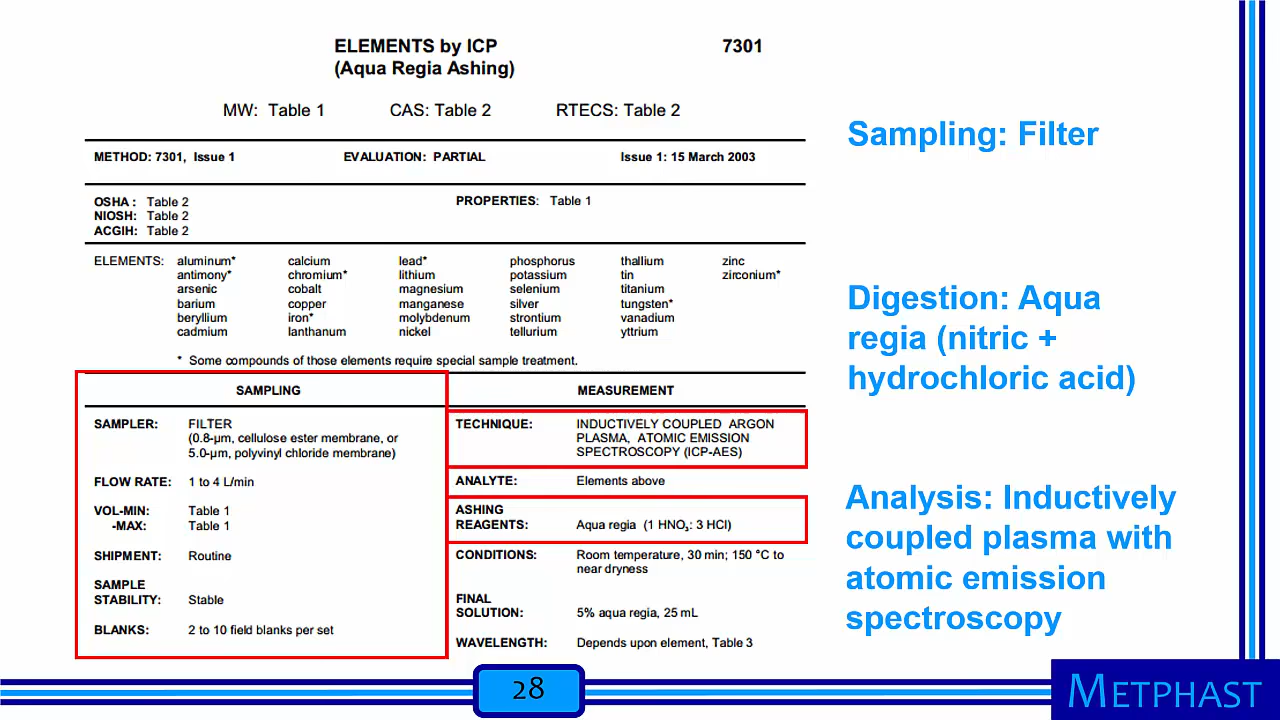 ELEMENTS by ICP 7301
(Aqua Regia Ashing)
MW: Table 1 CAS: Table 2 RTECS: Table 2
METHOD: 7301, Issue 1 EVALUATION: PARTIAL Issue 1: 15 March 2003
OSHA : Table 2 PROPERTIES: Table 1
NIOSH: Table 2
ACGIH: Table 2
ELEMENTS: aluminum* calcium lead* phosphorus thallium zinc
antimony* chromium* lithium potassium tin zirconium*
arsenic cobalt magnesium selenium titanium
barium copper manganese silver tungsten*
beryllium iron* molybdenum strontium vanadium
cadmium lanthanum nickel tellurium yttrium
* Some compounds of those elements require special sample treatment.
SAMPLING
SAMPLER: FILTER
(0.8-µm, cellulose ester membrane, or
5.0-µm, polyvinyl chloride membrane)
FLOW RATE: 1 to 4 L/min
VOL-MIN: Table 1
-MAX: Table 1
SHIPMENT: Routine
SAMPLE
STABILITY: Stable
BLANKS: 2 to 10 field blanks per set
MEASUREMENT
TECHNIQUE: INDUCTIVELY COUPLED ARGON
PLASMA, ATOMIC EMISSION
SPECTROSCOPY (ICP-AES)
ANALYTE: Elements above
ASHING
REAGENTS: Aqua regia (1 HNO₃: 3 HCl)
CONDITIONS: Room temperature, 30 min; 150 °C to
near dryness
FINAL
SOLUTION: 5% aqua regia, 25 mL
WAVELENGTH: Depends upon element, Table 3
Sampling: Filter
Digestion: Aqua
regia (nitric +
hydrochloric acid)
Analysis: Inductively
coupled plasma with
atomic emission
spectroscopy
28
METPHAST